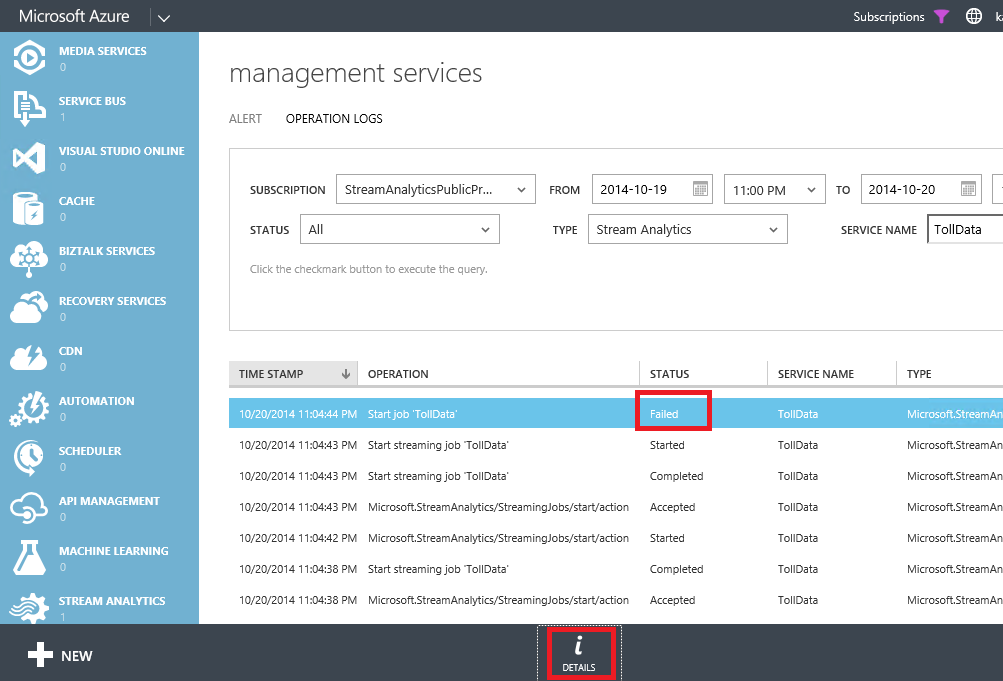 Microsoft Azure
Subscriptions
MEDIA SERVICES
0
SERVICE BUS
1
VISUAL STUDIO ONLINE
0
CACHE
0
BIZTALK SERVICES
0
RECOVERY SERVICES
0
CDN
0
AUTOMATION
0
SCHEDULER
0
API MANAGEMENT
0
MACHINE LEARNING
0
STREAM ANALYTICS
1
management services
ALERT OPERATION LOGS
SUBSCRIPTION StreamAnalyticsPublicPr... FROM 2014-10-19 11:00 PM TO 2014-10-20
STATUS All TYPE Stream Analytics SERVICE NAME TollData
Click the checkmark button to execute the query.
TIME STAMP OPERATION STATUS SERVICE NAME TYPE
10/20/2014 11:04:44 PM Start job 'TollData' Failed TollData Microsoft.StreamAn
10/20/2014 11:04:43 PM Start streaming job 'TollData' Started TollData Microsoft.StreamAn
10/20/2014 11:04:43 PM Start streaming job 'TollData' Completed TollData Microsoft.StreamAn
10/20/2014 11:04:43 PM Microsoft.StreamAnalytics/StreamingJobs/start/action Accepted TollData Microsoft.StreamAn
10/20/2014 11:04:42 PM Microsoft.StreamAnalytics/StreamingJobs/start/action Started TollData Microsoft.StreamAn
10/20/2014 11:04:38 PM Start streaming job 'TollData' Completed TollData Microsoft.StreamAn
10/20/2014 11:04:38 PM Microsoft.StreamAnalytics/StreamingJobs/start/action Accepted TollData Microsoft.StreamAn
NEW
DETAILS